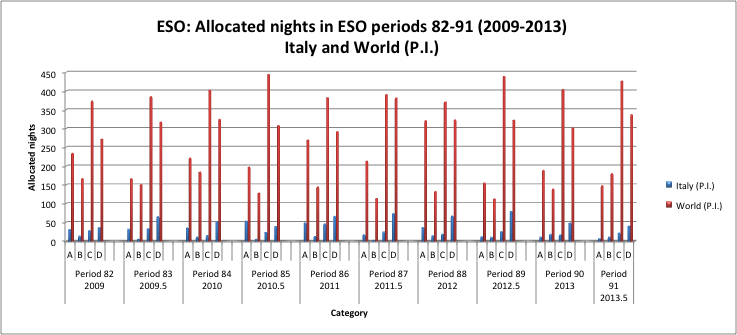 ESO: Allocated nights in ESO periods 82-91 (2009-2013)
Italy and World (P.I.)
450
400
350
300
250
200
150
100
50
0
Allocated nights
A B C D A B C D A B C D A B C D A B C D A B C D A B C D A B C D A B C D A B C D
Period 82 Period 83 Period 84 Period 85 Period 86 Period 87 Period 88 Period 89 Period 90 Period
2009 2009.5 2010 2010.5 2011 2011.5 2012 2012.5 2013 91
2013.5
Category
Italy (P.I.)
World (P.I.)